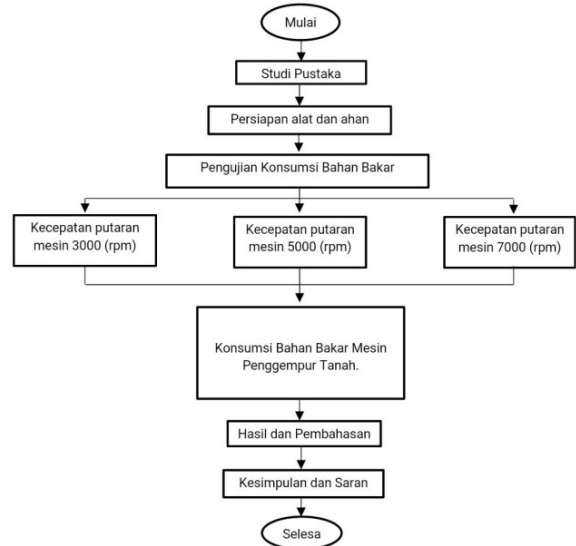 Mulai
Studi Pustaka
Persiapan alat dan ahan
Pengujian Konsumsi Bahan Bakar
Kecepatan putaran
mesin 3000 (rpm)
Kecepatan putaran
mesin 5000 (rpm)
Kecepatan putaran
mesin 7000 (rpm)
Konsumsi Bahan Bakar Mesin
Penggempur Tanah.
Hasil dan Pembahasan
Kesimpulan dan Saran
Selesa